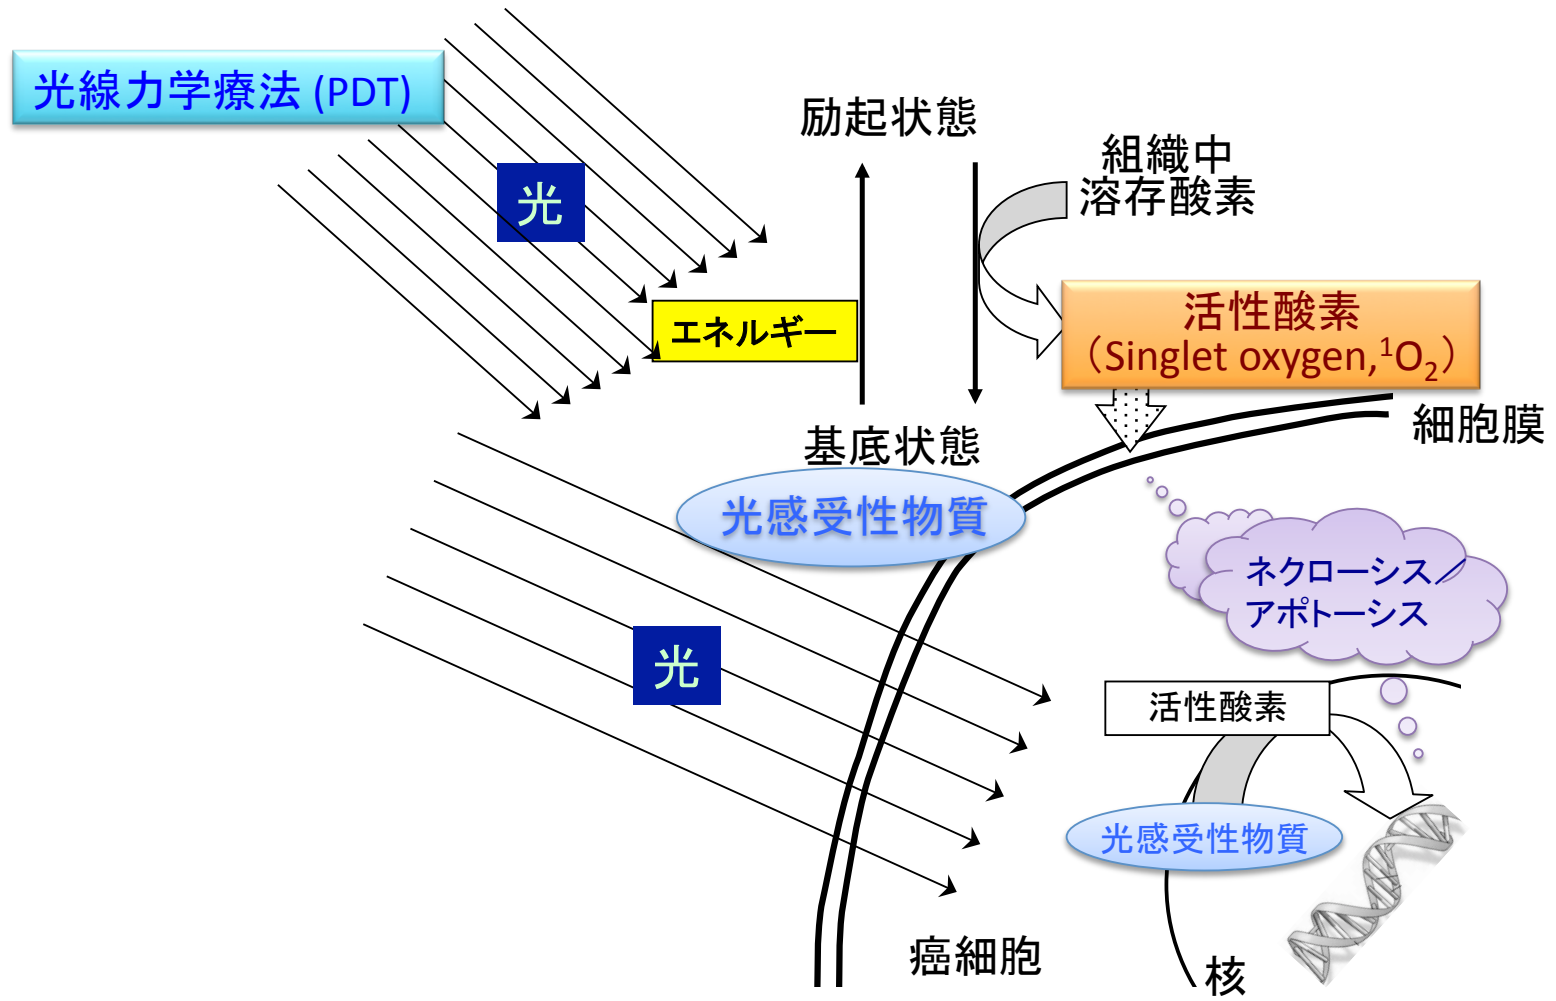 光線力学療法 (PDT)
励起状態
組織中
溶存酸素
光
エネルギー
活性酸素
（Singlet oxygen,¹O₂）
細胞膜
基底状態
光感受性物質
ネクローシス／
アポトーシス
光
活性酸素
光感受性物質
癌細胞
核